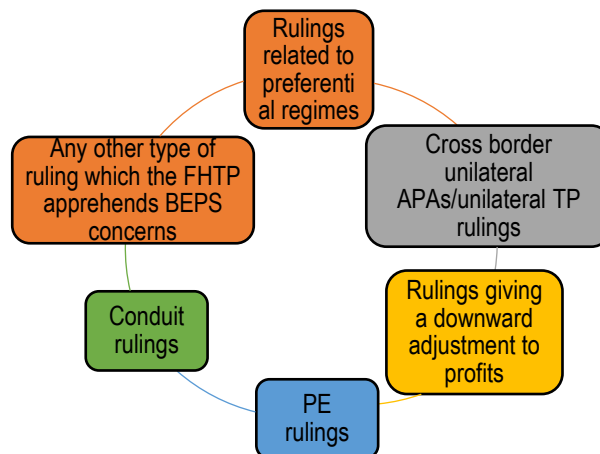 Rulings
related to
preferenti
al regimes
Cross border
unilateral
APAs/unilateral TP
rulings
Rulings giving
a downward
adjustment to
profits
PE
rulings
Conduit
rulings
Any other type of
ruling which the FHTP
apprehends BEPS
concerns